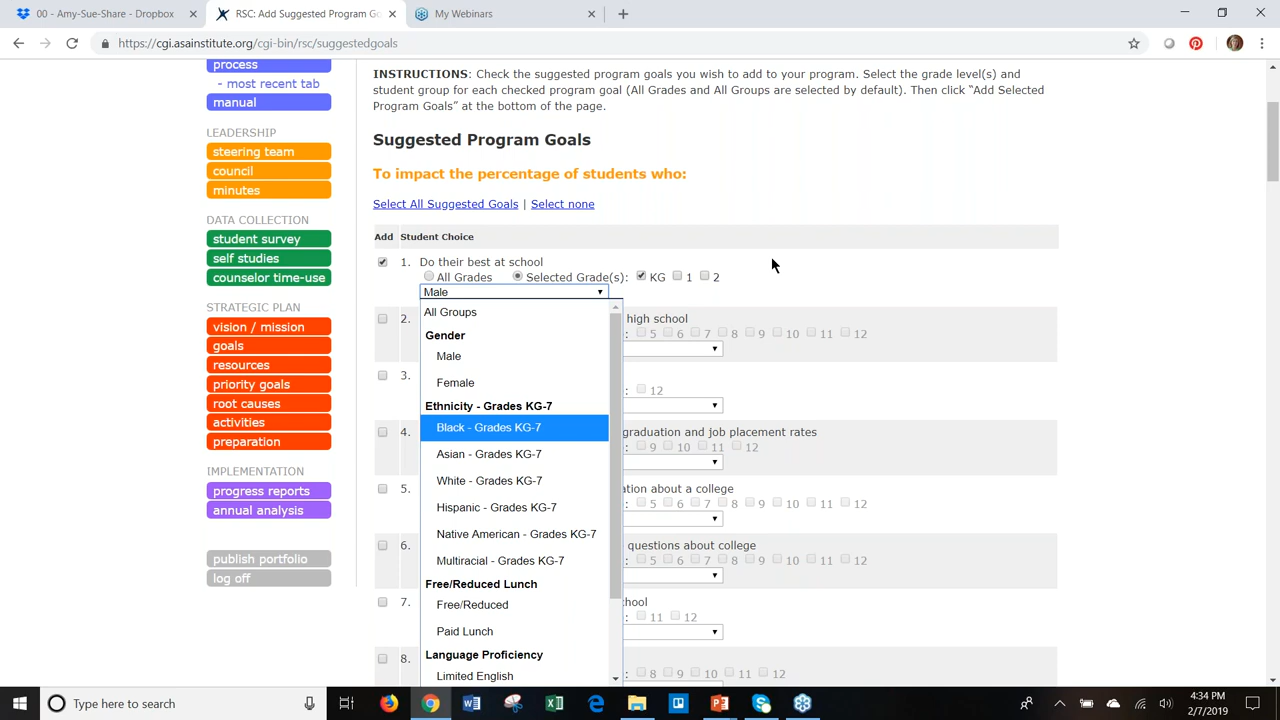 00 - Amy-Sue-Share - Dropbox
RSC: Add Suggested Program Go
My Webinars
https://cgi.asainstitute.org/cgi-bin/rsc/suggestedgoals
process
- most recent tab
manual
LEADERSHIP
steering team
council
minutes
DATA COLLECTION
student survey
self studies
counselor time-use
STRATEGIC PLAN
vision / mission
goals
resources
priority goals
root causes
activities
preparation
IMPLEMENTATION
progress reports
annual analysis
publish portfolio
log off
INSTRUCTIONS: Check the suggested program goals you wish to add to your program. Select the grade level(s) and
student group for each checked program goal (All Grades and All Groups are selected by default). Then click “Add Selected
Program Goals” at the bottom of the page.
Suggested Program Goals
To impact the percentage of students who:
Select All Suggested Goals | Select none
Add Student Choice
1. Do their best at school
All Grades Selected Grade(s): KG 1 2
Male
All Groups
Gender
Male
Female
Ethnicity - Grades KG-7
Black - Grades KG-7
Asian - Grades KG-7
White - Grades KG-7
Hispanic - Grades KG-7
Native American - Grades KG-7
Multiracial - Grades KG-7
Free/Reduced Lunch
Free/Reduced
Paid Lunch
Language Proficiency
Limited English
2. high school
: 5 6 7 8 9 10 11 12
3.
: 12
4. graduation and job placement rates
: 9 10 11 12
5. ation about a college
: 5 6 7 8 9 10 11 12
6. questions about college
: 5 6 7 8 9 10 11 12
7. chool
: 11 12
8.
: 8 9 10 11 12
Type here to search
4:34 PM
2/7/2019